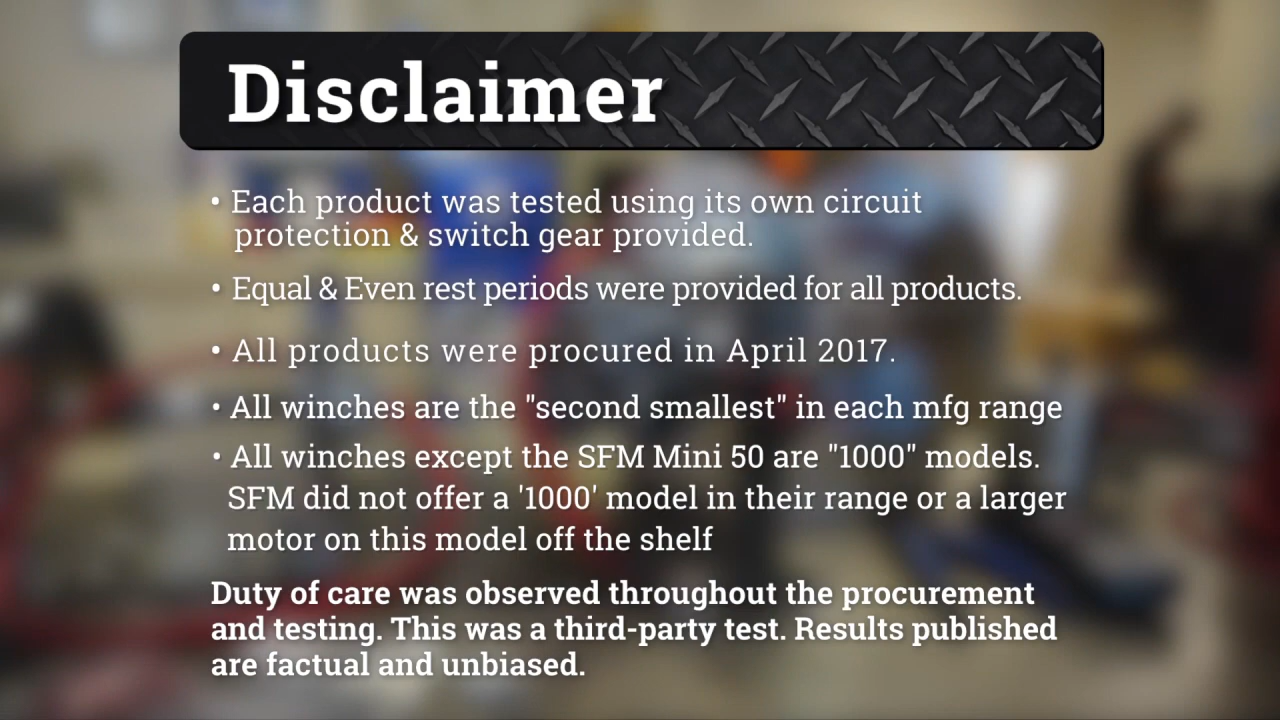 Disclaimer
• Each product was tested using its own circuit
protection & switch gear provided.
• Equal & Even rest periods were provided for all products.
• All products were procured in April 2017.
• All winches are the "second smallest" in each mfg range
• All winches except the SFM Mini 50 are "1000" models.
SFM did not offer a '1000' model in their range or a larger
motor on this model off the shelf
Duty of care was observed throughout the procurement
and testing. This was a third-party test. Results published
are factual and unbiased.